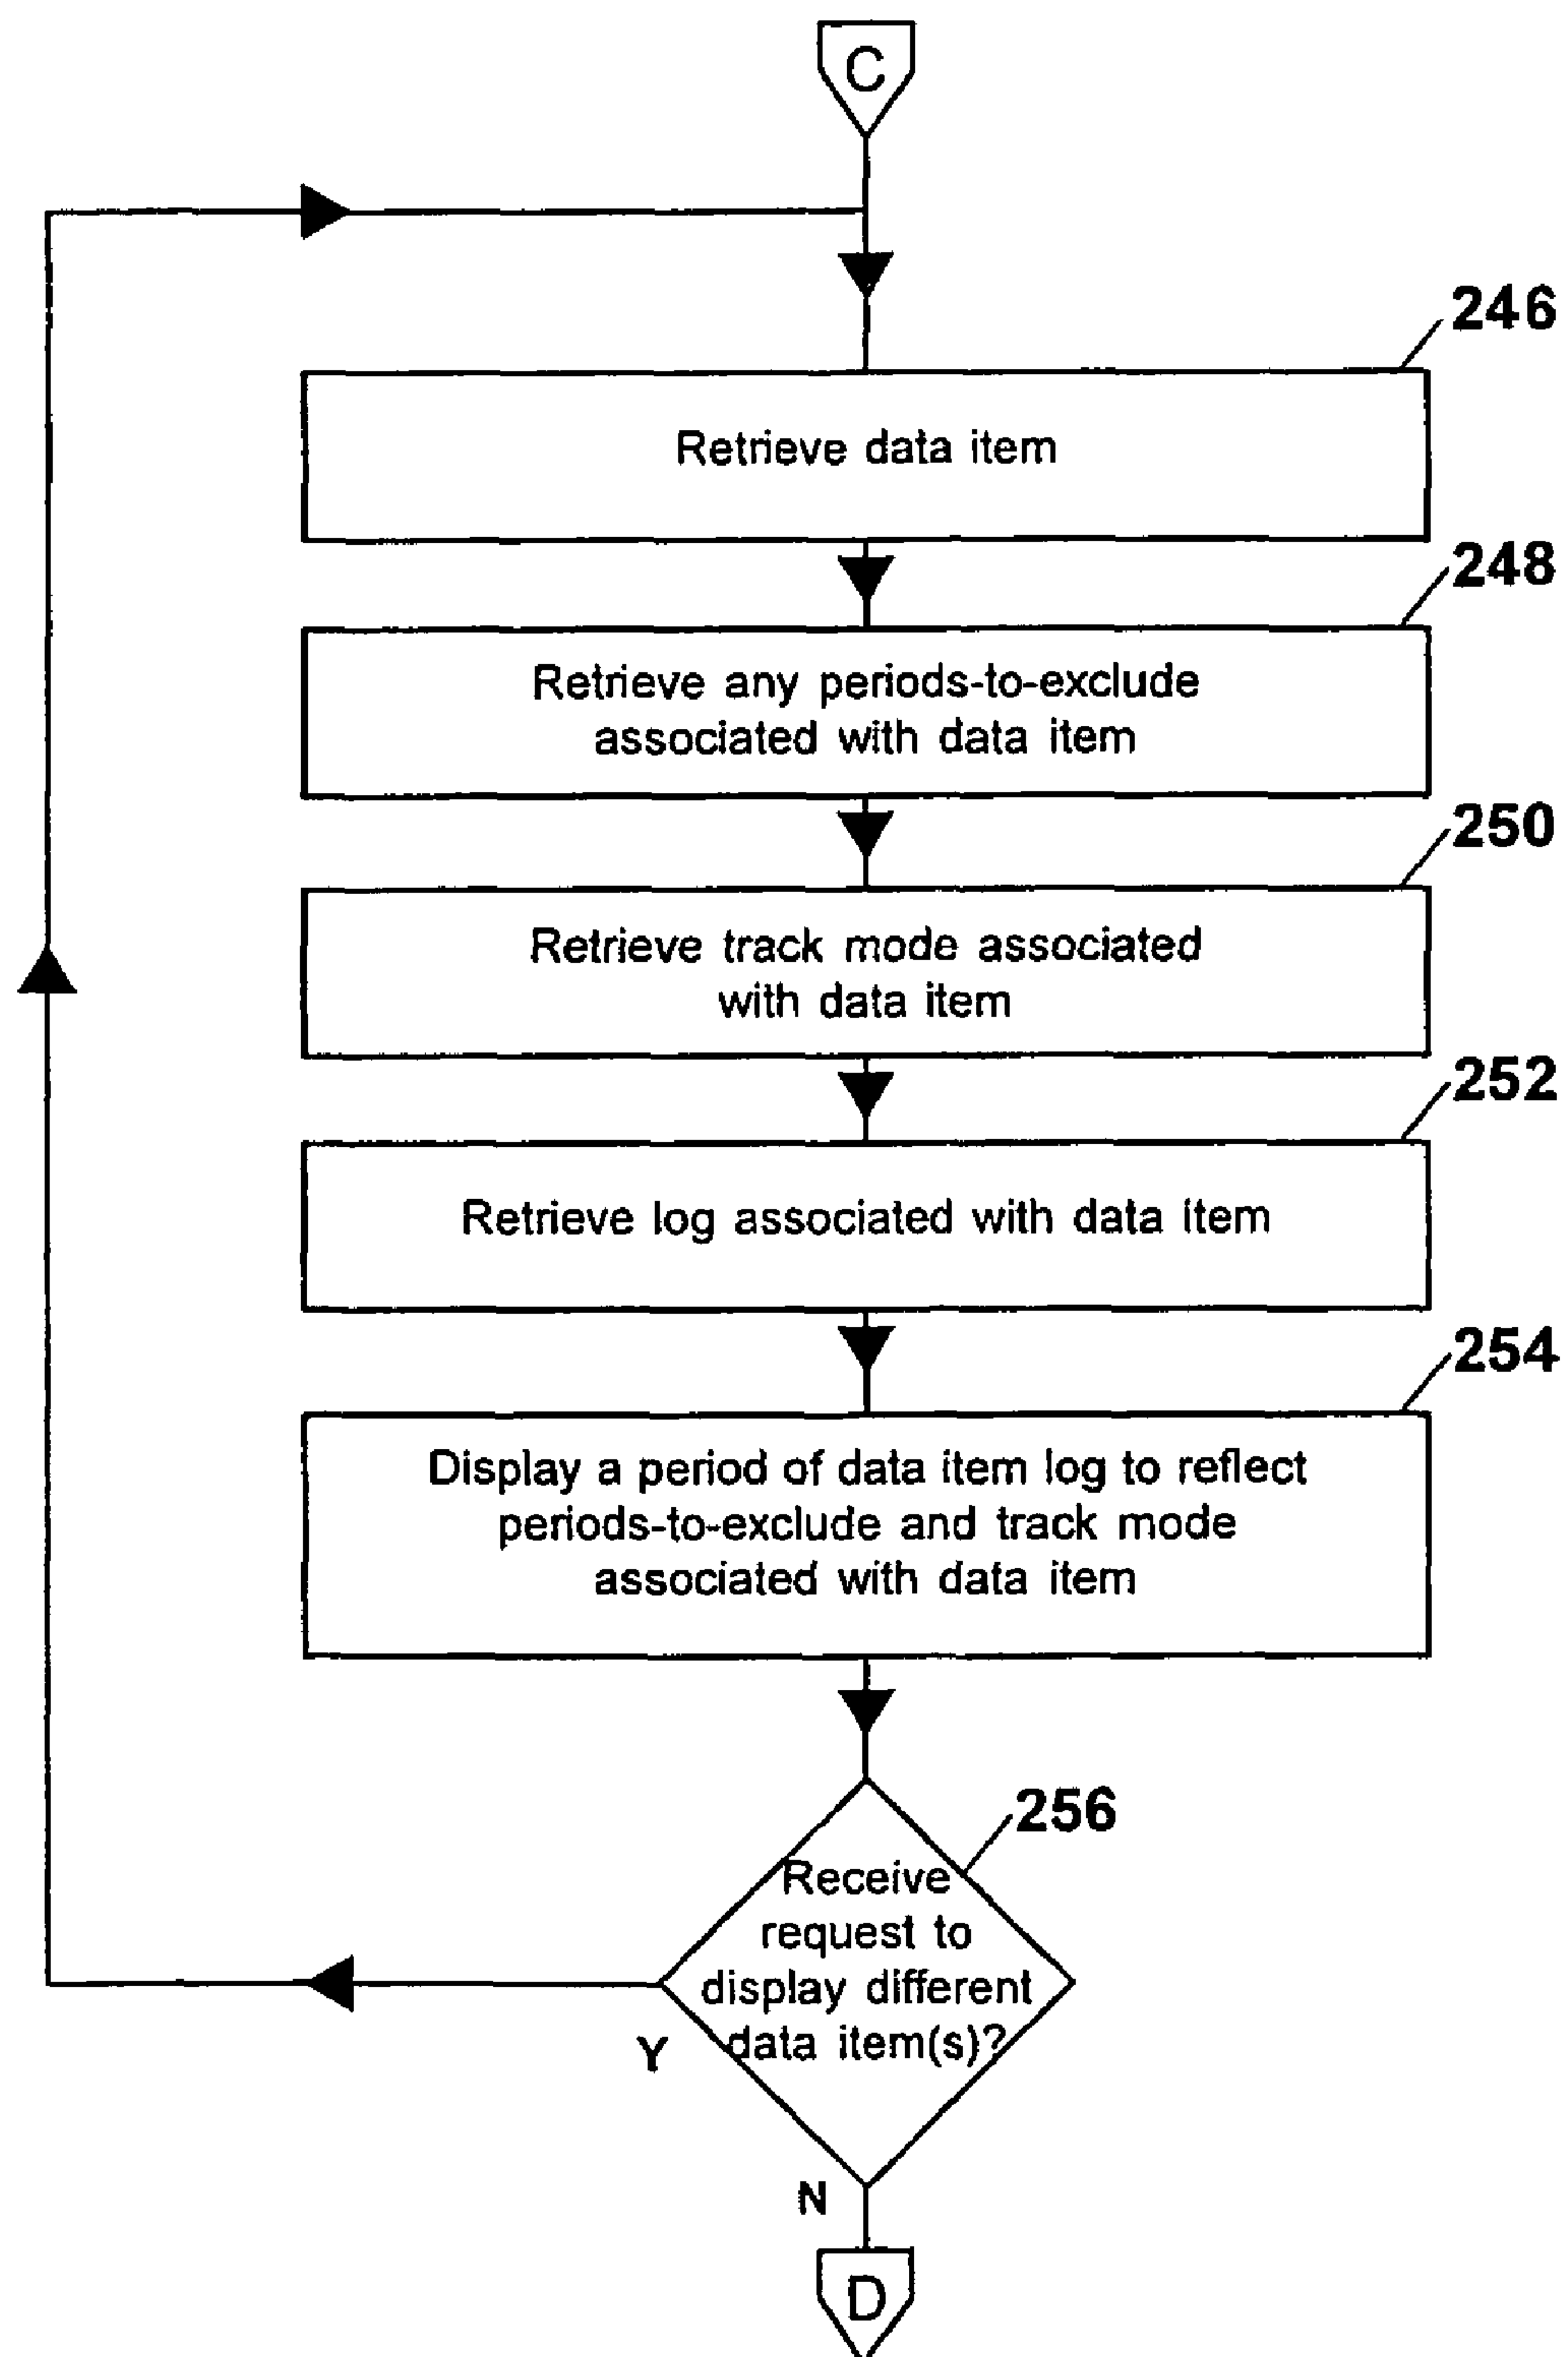 C
246
Retrieve data item
248
Retrieve any periods-to-exclude
associated with data item
250
Retrieve track mode associated
with data item
252
Retrieve log associated with data item
254
Display a period of data item log to reflect
periods-to-exclude and track mode
associated with data item
256
Receive
request to
display different
data item(s)?
Y
N
D